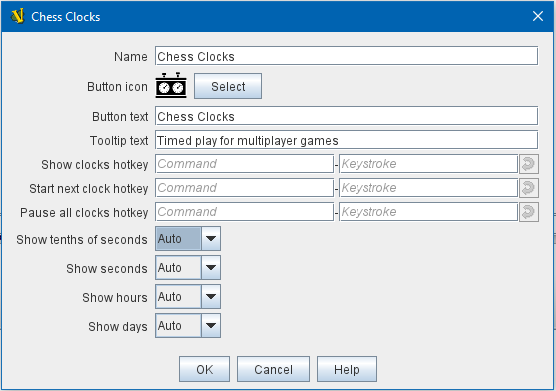 Chess Clocks
Name Chess Clocks
Button icon Select
Button text Chess Clocks
Tooltip text Timed play for multiplayer games
Show clocks hotkey Command - Keystroke
Start next clock hotkey Command - Keystroke
Pause all clocks hotkey Command - Keystroke
Show tenths of seconds Auto
Show seconds Auto
Show hours Auto
Show days Auto
OK Cancel Help